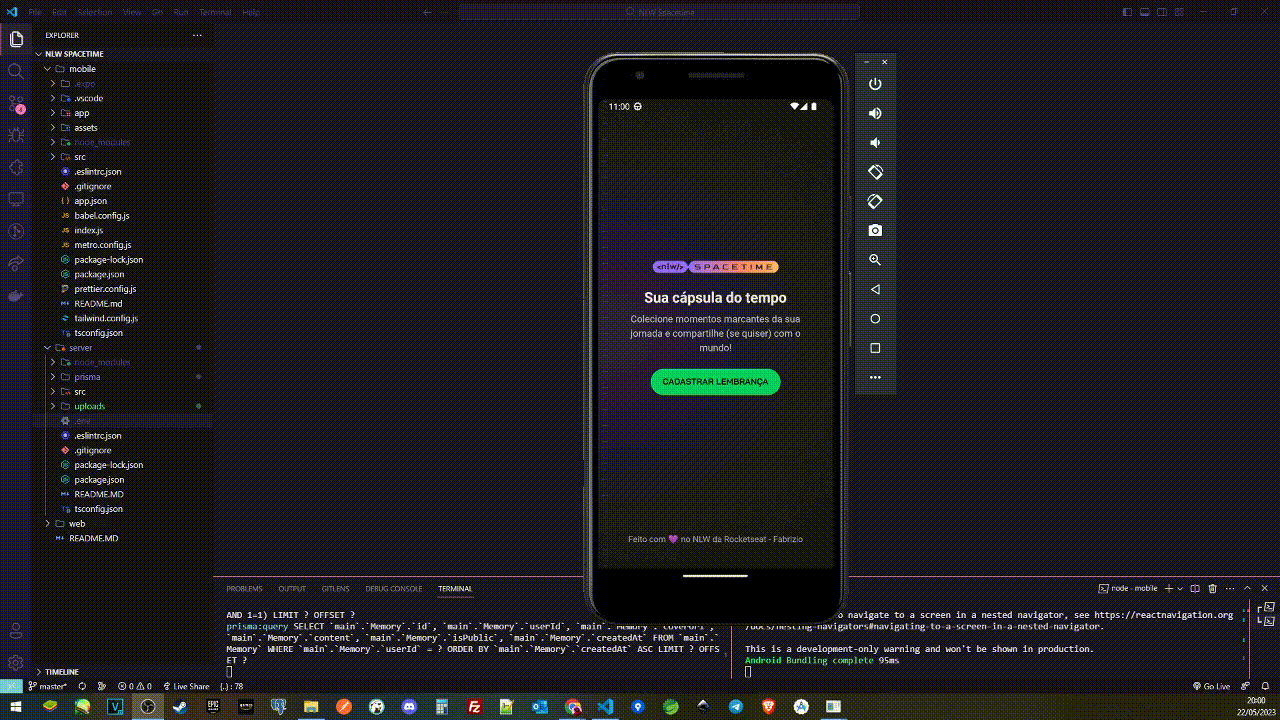 File Edit Selection View Go Run Terminal Help
NLW Spacetime
EXPLORER
NLW SPACETIME
mobile
.expo
.vscode
app
assets
node_modules
src
.eslintrc.json
.gitignore
app.json
babel.config.js
index.js
metro.config.js
package-lock.json
package.json
prettier.config.js
README.md
tailwind.config.js
tsconfig.json
server
node_modules
prisma
src
uploads
.env
.eslintrc.json
.gitignore
package-lock.json
package.json
README.MD
tsconfig.json
web
README.MD
TIMELINE
11:00
<nlw/> SPACETIME
Sua cápsula do tempo
Colecione momentos marcantes da sua
jornada e compartilhe (se quiser) com o
mundo!
CADASTRAR LEMBRANÇA
Feito com 💜 no NLW da Rocketseat - Fabrizio
PROBLEMS OUTPUT GITLENS DEBUG CONSOLE TERMINAL
node - mobile
AND 1=1) LIMIT ? OFFSET ?
prisma:query SELECT `main`.`Memory`.`id`, `main`.`Memory`.`userId`, `main`.`Memory`.`coverUrl`,
`main`.`Memory`.`content`, `main`.`Memory`.`isPublic`, `main`.`Memory`.`createdAt` FROM `main`.`
Memory` WHERE `main`.`Memory`.`userId` = ? ORDER BY `main`.`Memory`.`createdAt` ASC LIMIT ? OFFS
ET ?
to navigate to a screen in a nested navigator, see https://reactnavigation.org
/docs/nesting-navigators#navigating-to-a-screen-in-a-nested-navigator.
This is a development-only warning and won't be shown in production.
Android Bundling complete 95ms
master* 0 0 Live Share {..} : 78 Go Live
20:00
22/05/2023